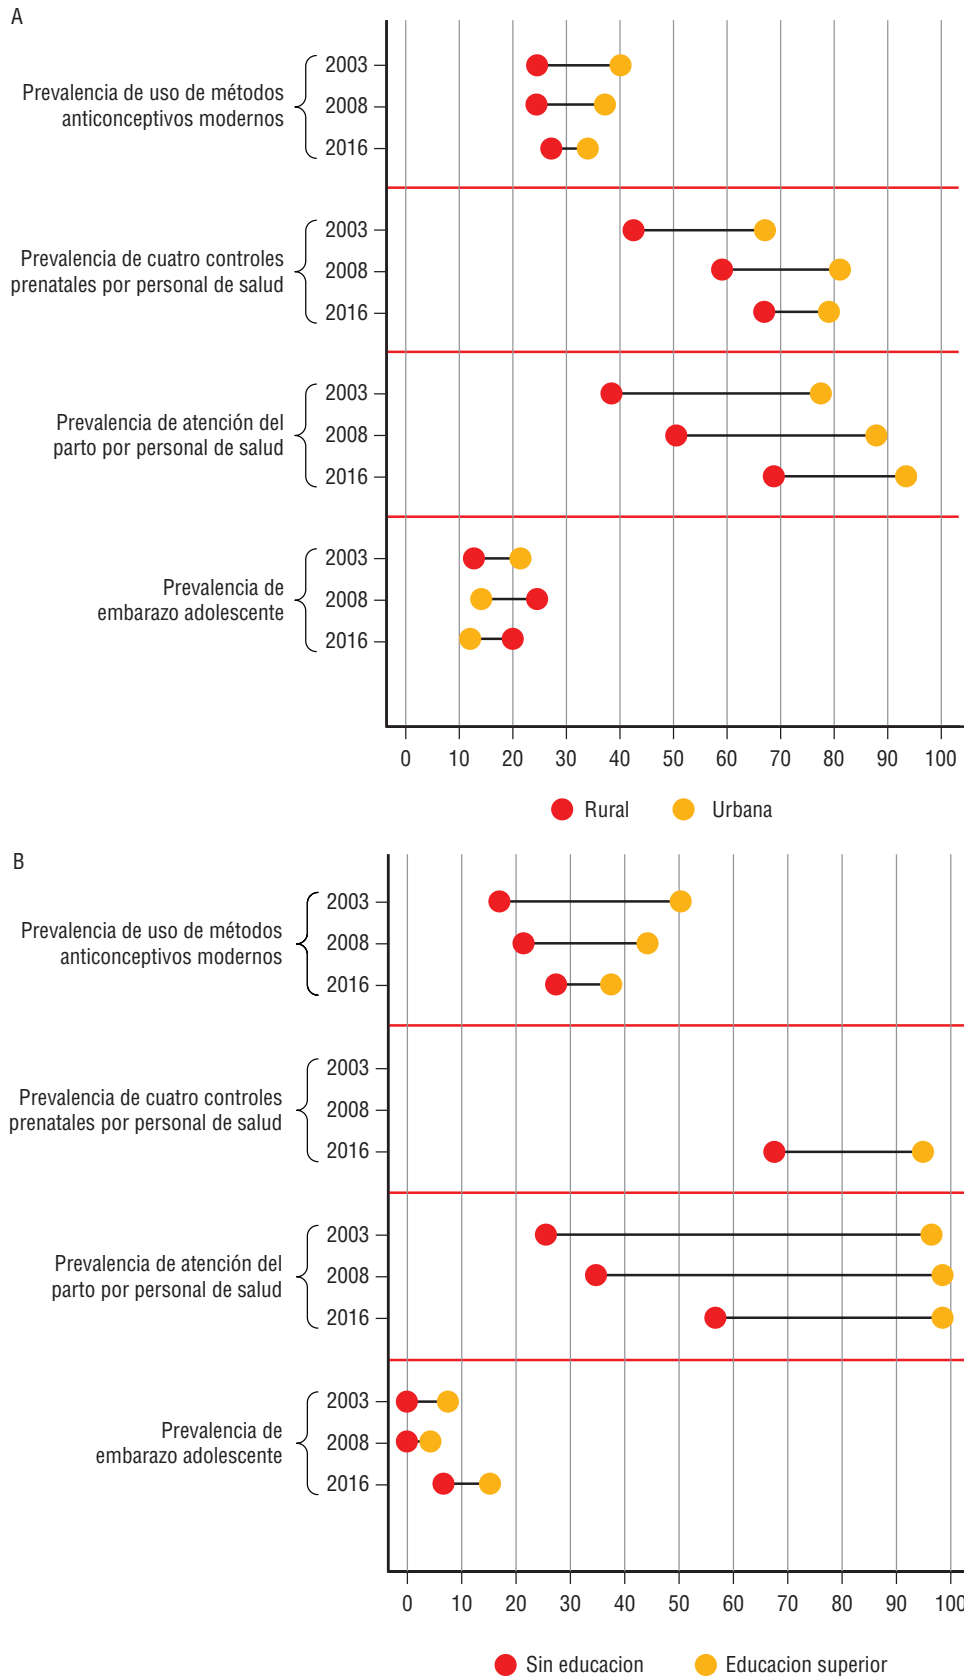 A
Prevalencia de uso de métodos
anticonceptivos modernos
2003
2008
2016
Prevalencia de cuatro controles
prenatales por personal de salud
2003
2008
2016
Prevalencia de atención del
parto por personal de salud
2003
2008
2016
Prevalencia de
embarazo adolescente
2003
2008
2016
0 10 20 30 40 50 60 70 80 90 100
Rural Urbana
B
Prevalencia de uso de métodos
anticonceptivos modernos
2003
2008
2016
Prevalencia de cuatro controles
prenatales por personal de salud
2003
2008
2016
Prevalencia de atención del
parto por personal de salud
2003
2008
2016
Prevalencia de
embarazo adolescente
2003
2008
2016
0 10 20 30 40 50 60 70 80 90 100
Sin educacion Educacion superior